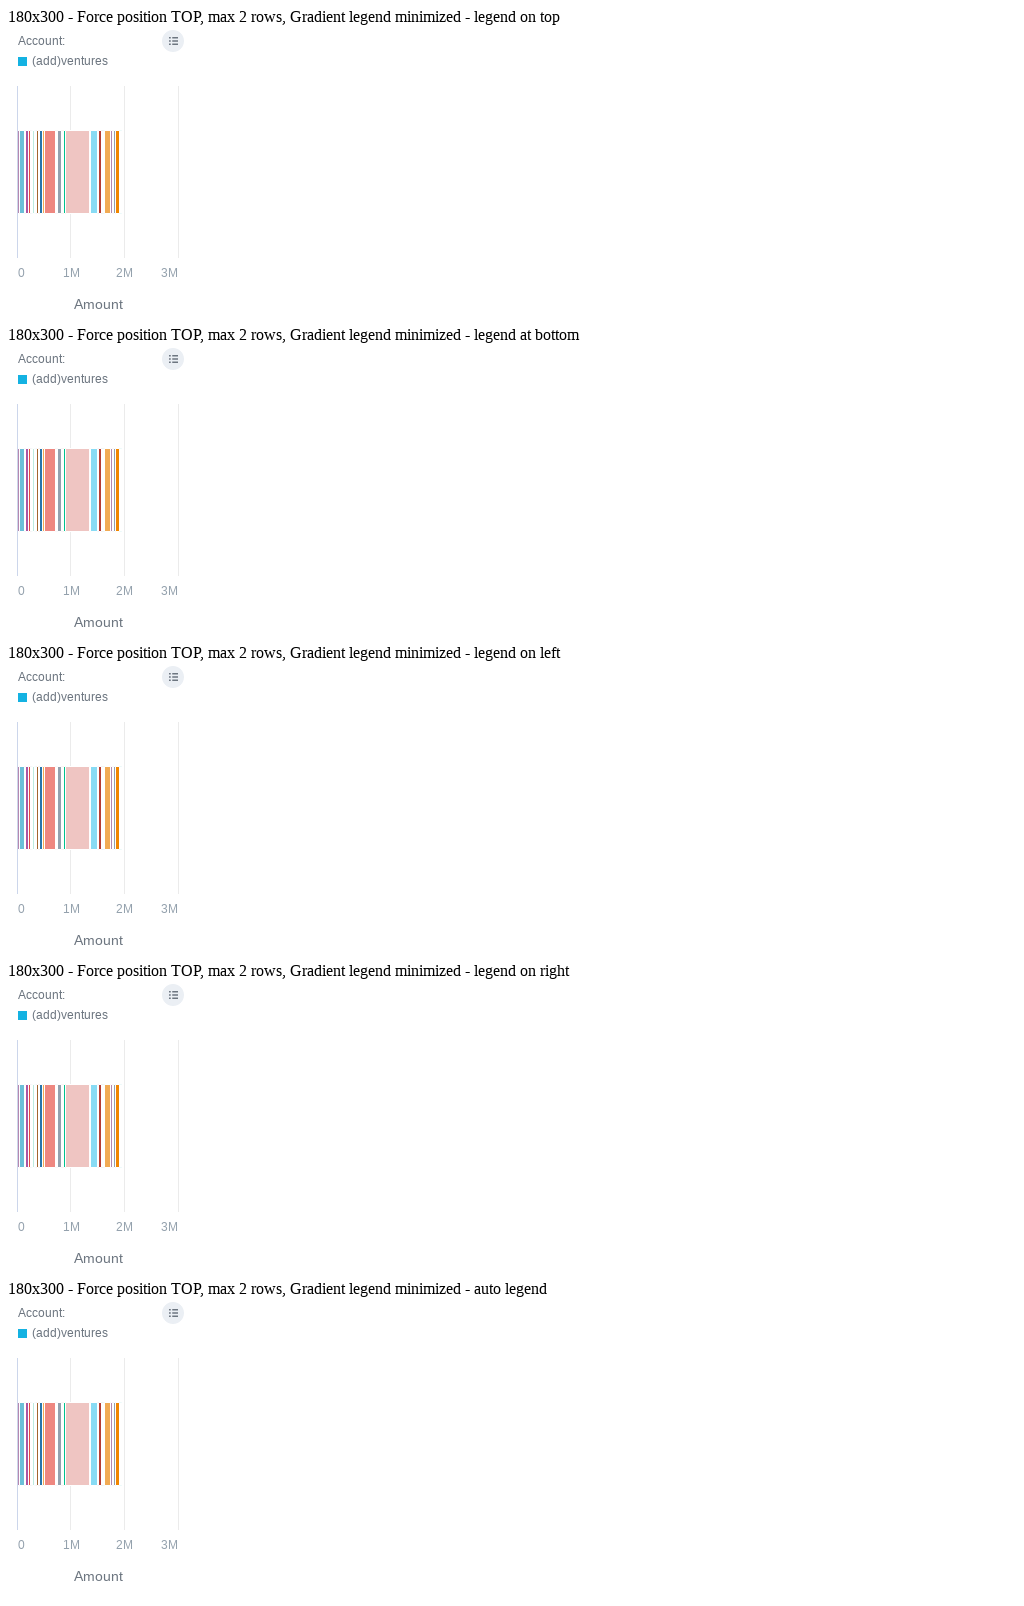 180x300 - Force position TOP, max 2 rows, Gradient legend minimized - legend on top
Account:
(add)ventures
0 1M 2M 3M
Amount
180x300 - Force position TOP, max 2 rows, Gradient legend minimized - legend at bottom
Account:
(add)ventures
0 1M 2M 3M
Amount
180x300 - Force position TOP, max 2 rows, Gradient legend minimized - legend on left
Account:
(add)ventures
0 1M 2M 3M
Amount
180x300 - Force position TOP, max 2 rows, Gradient legend minimized - legend on right
Account:
(add)ventures
0 1M 2M 3M
Amount
180x300 - Force position TOP, max 2 rows, Gradient legend minimized - auto legend
Account:
(add)ventures
0 1M 2M 3M
Amount